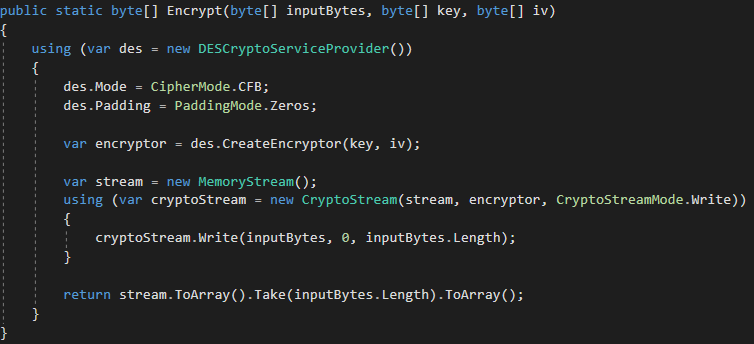 public static byte[] Encrypt(byte[] inputBytes, byte[] key, byte[] iv)
{
    using (var des = new DESCryptoServiceProvider())
    {
        des.Mode = CipherMode.CFB;
        des.Padding = PaddingMode.Zeros;

        var encryptor = des.CreateEncryptor(key, iv);

        var stream = new MemoryStream();
        using (var cryptoStream = new CryptoStream(stream, encryptor, CryptoStreamMode.Write))
        {
            cryptoStream.Write(inputBytes, 0, inputBytes.Length);
        }

        return stream.ToArray().Take(inputBytes.Length).ToArray();
    }
}